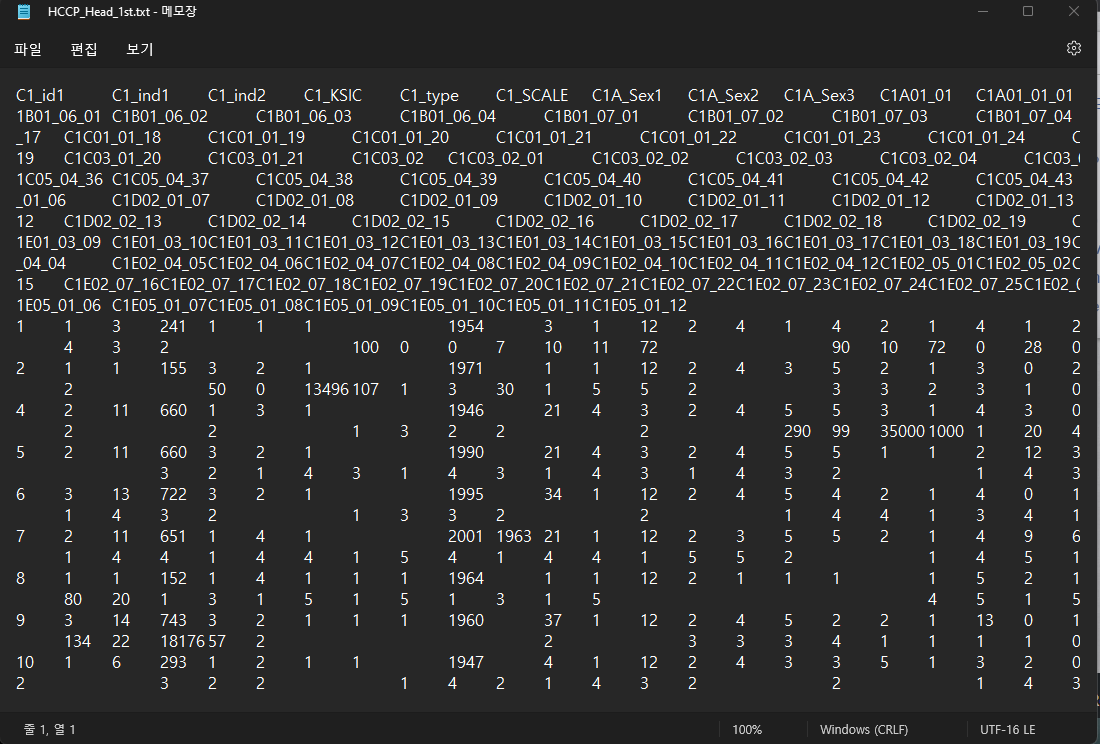 HCCP_Head_1st.txt - 메모장
파일 편집 보기
C1_id1 C1_ind1 C1_ind2 C1_KSIC C1_type C1_SCALE C1A_Sex1 C1A_Sex2 C1A_Sex3 C1A01_01 C1A01_01_01
1B01_06_01 C1B01_06_02 C1B01_06_03 C1B01_06_04 C1B01_07_01 C1B01_07_02 C1B01_07_03 C1B01_07_04
_17 C1C01_01_18 C1C01_01_19 C1C01_01_20 C1C01_01_21 C1C01_01_22 C1C01_01_23 C1C01_01_24 C
19 C1C03_01_20 C1C03_01_21 C1C03_02 C1C03_02_01 C1C03_02_02 C1C03_02_03 C1C03_02_04 C1C03_
1C05_04_36 C1C05_04_37 C1C05_04_38 C1C05_04_39 C1C05_04_40 C1C05_04_41 C1C05_04_42 C1C05_04_43
_01_06 C1D02_01_07 C1D02_01_08 C1D02_01_09 C1D02_01_10 C1D02_01_11 C1D02_01_12 C1D02_01_13
12 C1D02_02_13 C1D02_02_14 C1D02_02_15 C1D02_02_16 C1D02_02_17 C1D02_02_18 C1D02_02_19 C
1E01_03_09 C1E01_03_10C1E01_03_11C1E01_03_12C1E01_03_13C1E01_03_14C1E01_03_15C1E01_03_16C1E01_03_17C1E01_03_18C1E01_03_19C
_04_04 C1E02_04_05C1E02_04_06C1E02_04_07C1E02_04_08C1E02_04_09C1E02_04_10C1E02_04_11C1E02_04_12C1E02_05_01C1E02_05_02C
15 C1E02_07_16C1E02_07_17C1E02_07_18C1E02_07_19C1E02_07_20C1E02_07_21C1E02_07_22C1E02_07_23C1E02_07_24C1E02_07_25C1E02_
1E05_01_06 C1E05_01_07C1E05_01_08C1E05_01_09C1E05_01_10C1E05_01_11C1E05_01_12
1 1 3 241 1 1 1 1954 3 1 12 2 4 1 4 2 1 4 1 2
4 3 2 100 0 0 7 10 11 72 90 10 72 0 28 0
2 1 1 155 3 2 1 1971 1 1 12 2 4 3 5 2 1 3 0 2
2 50 0 13496 107 1 3 30 1 5 5 2 3 3 2 3 1 0
4 2 11 660 1 3 1 1946 21 4 3 2 4 5 5 3 1 4 3 0
2 2 1 3 2 2 2 290 99 35000 1000 1 20 4
5 2 11 660 3 2 1 1990 21 4 3 2 4 5 5 1 1 2 12 3
3 2 1 4 3 1 4 3 1 4 3 1 4 3 2 1 4 3
6 3 13 722 3 2 1 1995 34 1 12 2 4 5 4 2 1 4 0 1
1 4 3 2 1 3 3 2 2 1 4 4 1 3 4 1
7 2 11 651 1 4 1 2001 1963 21 1 12 2 3 5 5 2 1 4 9 6
1 4 4 1 4 4 1 5 4 1 4 4 1 5 5 2 1 4 5 1
8 1 1 152 1 4 1 1 1 1964 1 1 12 2 1 1 1 1 5 2 1
80 20 1 3 1 5 1 5 1 3 1 5 4 5 1 5
9 3 14 743 3 2 1 1 1 1960 37 1 12 2 4 5 2 2 1 13 0 1
134 22 18176 57 2 2 3 3 3 4 1 1 1 1 0
10 1 6 293 1 2 1 1 1947 4 1 12 2 4 3 3 5 1 3 2 0
2 3 2 2 1 4 2 1 4 3 2 2 1 4 3
줄 1, 열 1 100% Windows (CRLF) UTF-16 LE